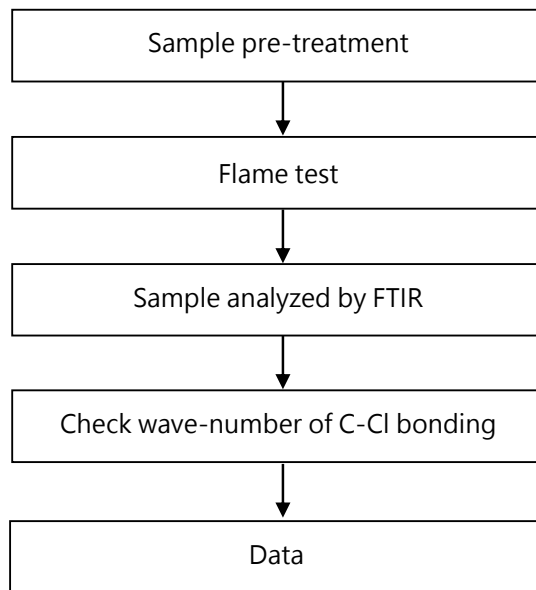 Sample pre-treatment
Flame test
Sample analyzed by FTIR
Check wave-number of C-Cl bonding
Data